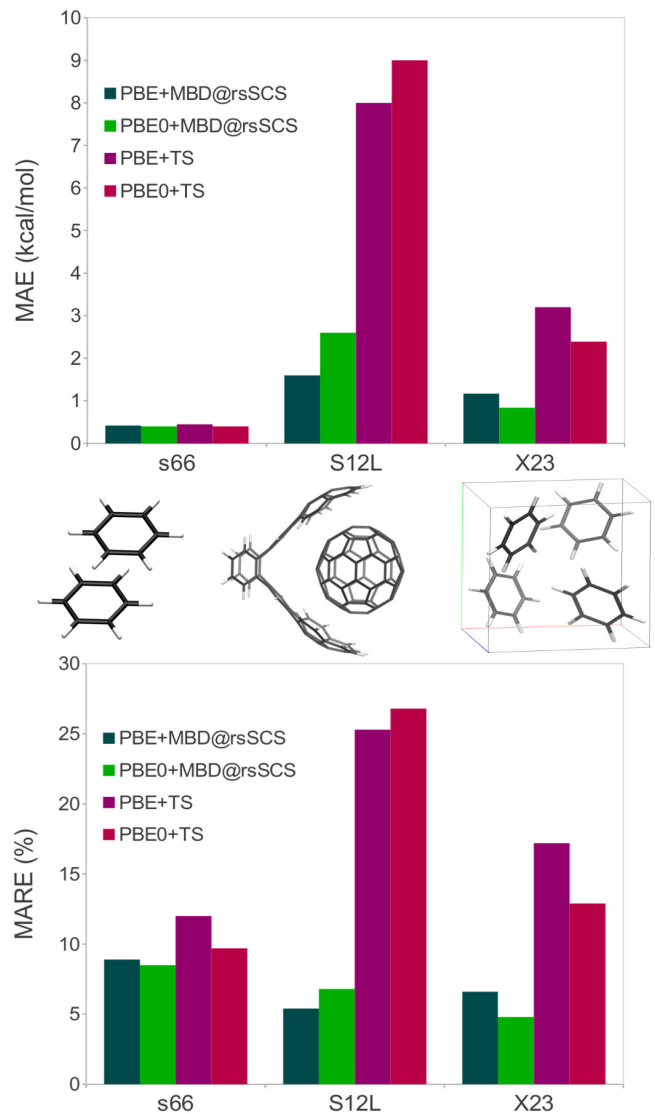 10
9
8
7
6
5
4
3
2
1
0
MAE (kcal/mol)
PBE+MBD@rsSCS
PBE0+MBD@rsSCS
PBE+TS
PBE0+TS
s66 S12L X23
30
25
20
15
10
5
0
MARE (%)
PBE+MBD@rsSCS
PBE0+MBD@rsSCS
PBE+TS
PBE0+TS
s66 S12L X23